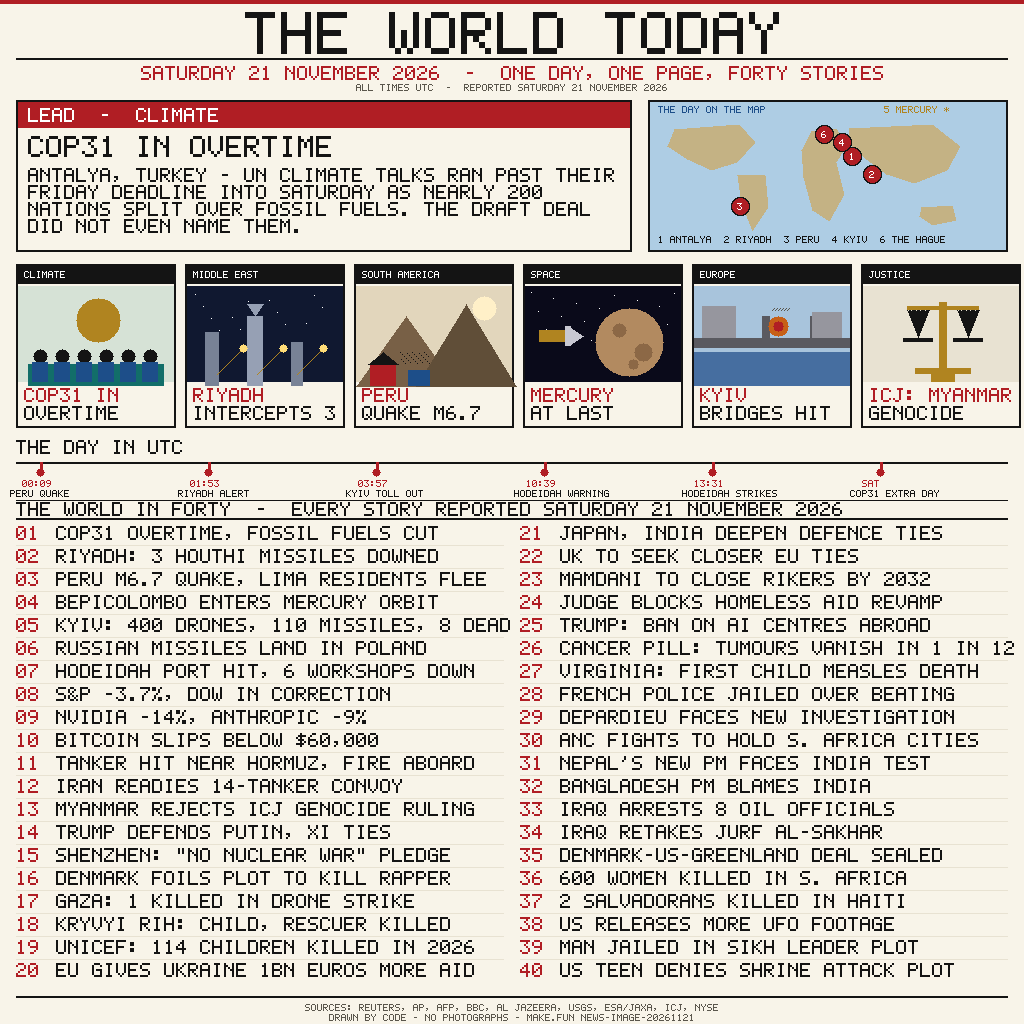 THE WORLD TODAY
SATURDAY 21 NOVEMBER 2026 - ONE DAY, ONE PAGE, FORTY STORIES
ALL TIMES UTC - REPORTED SATURDAY 21 NOVEMBER 2026
LEAD - CLIMATE
COP31 IN OVERTIME
ANTALYA, TURKEY - UN CLIMATE TALKS RAN PAST THEIR
FRIDAY DEADLINE INTO SATURDAY AS NEARLY 200
NATIONS SPLIT OVER FOSSIL FUELS. THE DRAFT DEAL
DID NOT EVEN NAME THEM.
THE DAY ON THE MAP
5 MERCURY *
6
4
1
2
3
1 ANTALYA 2 RIYADH 3 PERU 4 KYIV 6 THE HAGUE
CLIMATE
COP31 IN
OVERTIME
MIDDLE EAST
RIYADH
INTERCEPTS 3
SOUTH AMERICA
PERU
QUAKE M6.7
SPACE
MERCURY
AT LAST
EUROPE
KYIV
BRIDGES HIT
JUSTICE
ICJ: MYANMAR
GENOCIDE
THE DAY IN UTC
00:09
PERU QUAKE
01:53
RIYADH ALERT
03:57
KYIV TOLL OUT
10:39
HODEIDAH WARNING
13:31
HODEIDAH STRIKES
SAT
COP31 EXTRA DAY
THE WORLD IN FORTY - EVERY STORY REPORTED SATURDAY 21 NOVEMBER 2026
01 COP31 OVERTIME, FOSSIL FUELS CUT
02 RIYADH: 3 HOUTHI MISSILES DOWNED
03 PERU M6.7 QUAKE, LIMA RESIDENTS FLEE
04 BEPICOLOMBO ENTERS MERCURY ORBIT
05 KYIV: 400 DRONES, 110 MISSILES, 8 DEAD
06 RUSSIAN MISSILES LAND IN POLAND
07 HODEIDAH PORT HIT, 6 WORKSHOPS DOWN
08 S&P -3.7%, DOW IN CORRECTION
09 NVIDIA -14%, ANTHROPIC -9%
10 BITCOIN SLIPS BELOW $60,000
11 TANKER HIT NEAR HORMUZ, FIRE ABOARD
12 IRAN READIES 14-TANKER CONVOY
13 MYANMAR REJECTS ICJ GENOCIDE RULING
14 TRUMP DEFENDS PUTIN, XI TIES
15 SHENZHEN: "NO NUCLEAR WAR" PLEDGE
16 DENMARK FOILS PLOT TO KILL RAPPER
17 GAZA: 1 KILLED IN DRONE STRIKE
18 KRYVYI RIH: CHILD, RESCUER KILLED
19 UNICEF: 114 CHILDREN KILLED IN 2026
20 EU GIVES UKRAINE 1BN EUROS MORE AID
21 JAPAN, INDIA DEEPEN DEFENCE TIES
22 UK TO SEEK CLOSER EU TIES
23 MAMDANI TO CLOSE RIKERS BY 2032
24 JUDGE BLOCKS HOMELESS AID REVAMP
25 TRUMP: BAN ON AI CENTRES ABROAD
26 CANCER PILL: TUMOURS VANISH IN 1 IN 12
27 VIRGINIA: FIRST CHILD MEASLES DEATH
28 FRENCH POLICE JAILED OVER BEATING
29 DEPARDIEU FACES NEW INVESTIGATION
30 ANC FIGHTS TO HOLD S. AFRICA CITIES
31 NEPAL'S NEW PM FACES INDIA TEST
32 BANGLADESH PM BLAMES INDIA
33 IRAQ ARRESTS 8 OIL OFFICIALS
34 IRAQ RETAKES JURF AL-SAKHAR
35 DENMARK-US-GREENLAND DEAL SEALED
36 600 WOMEN KILLED IN S. AFRICA
37 2 SALVADORANS KILLED IN HAITI
38 US RELEASES MORE UFO FOOTAGE
39 MAN JAILED IN SIKH LEADER PLOT
40 US TEEN DENIES SHRINE ATTACK PLOT
SOURCES: REUTERS, AP, AFP, BBC, AL JAZEERA, USGS, ESA/JAXA, ICJ, NYSE
DRAWN BY CODE - NO PHOTOGRAPHS - MAKE.FUN NEWS-IMAGE-20261121